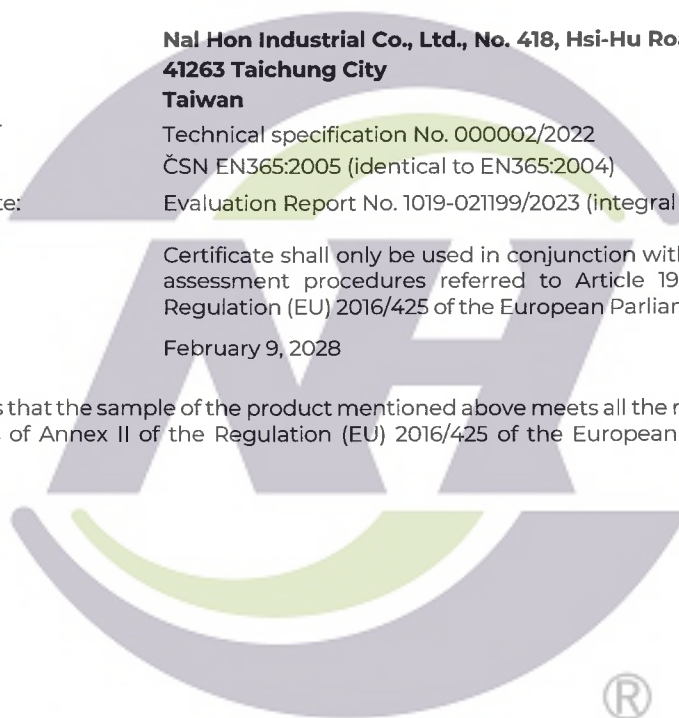 Nal Hon Industrial Co., Ltd., No. 418, Hsi-Hu Roa
41263 Taichung City
Taiwan
Technical specification No. 000002/2022
ČSN EN365:2005 (identical to EN365:2004)
te: Evaluation Report No. 1019-021199/2023 (integral
Certificate shall only be used in conjunction with
assessment procedures referred to Article 19
Regulation (EU) 2016/425 of the European Parliam
February 9, 2028
s that the sample of the product mentioned above meets all the r
of Annex II of the Regulation (EU) 2016/425 of the European
NH
®